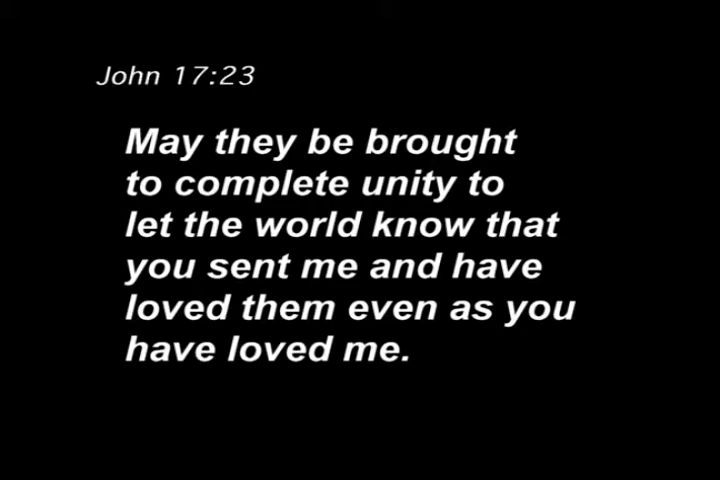 John 17:23
May they be brought
to complete unity to
let the world know that
you sent me and have
loved them even as you
have loved me.